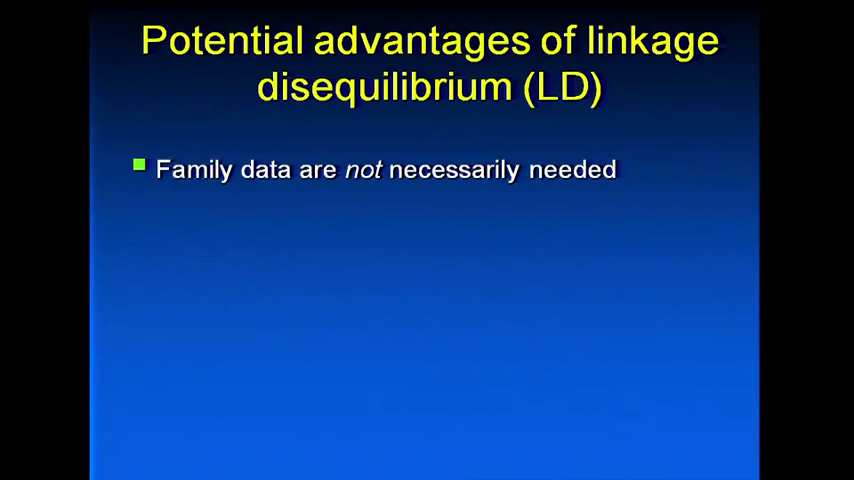 Potential advantages of linkage
disequilibrium (LD)
Family data are not necessarily needed